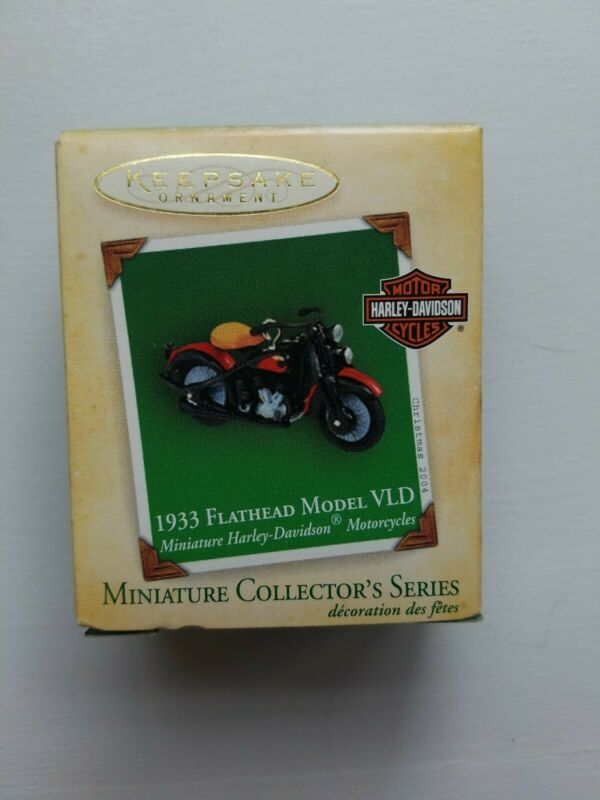 KEEPSAKE
ORNAMENT
MOTOR
HARLEY-DAVIDSON
CYCLES ®
Christmas 2004
1933 FLATHEAD MODEL VLD
Miniature Harley-Davidson® Motorcycles
MINIATURE COLLECTOR'S SERIES
décoration des fêtes